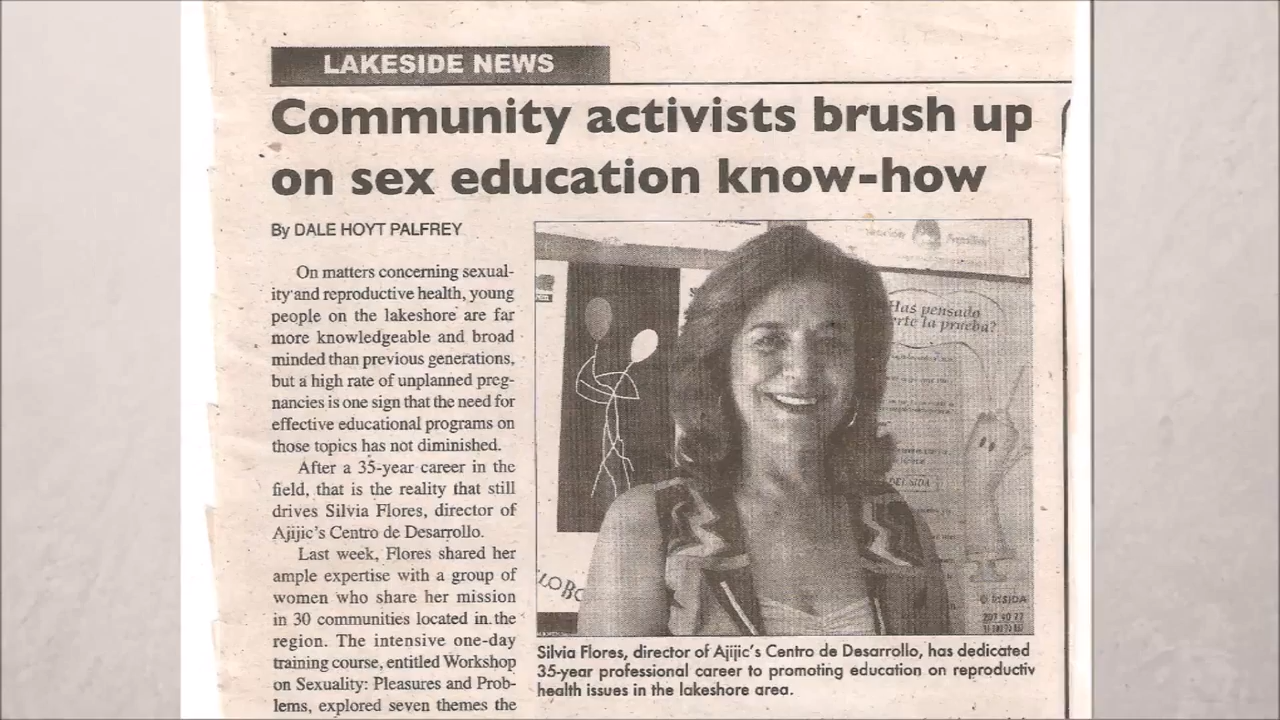 LAKESIDE NEWS
Community activists brush up
on sex education know-how
By DALE HOYT PALFREY
On matters concerning sexual-
ity and reproductive health, young
people on the lakeshore are far
more knowledgeable and broad
minded than previous generations,
but a high rate of unplanned preg-
nancies is one sign that the need for
effective educational programs on
those topics has not diminished.
After a 35-year career in the
field, that is the reality that still
drives Silvia Flores, director of
Ajijic's Centro de Desarrollo.
Last week, Flores shared her
ample expertise with a group of
women who share her mission
in 30 communities located in the
region. The intensive one-day
training course, entitled Workshop
on Sexuality: Pleasures and Prob-
lems, explored seven themes the
Has pensado
la prueba?
DEL SIDA
Silvia Flores, director of Ajijic's Centro de Desarrollo, has dedicated
35-year professional career to promoting education on reproductiv
health issues in the lakeshore area.